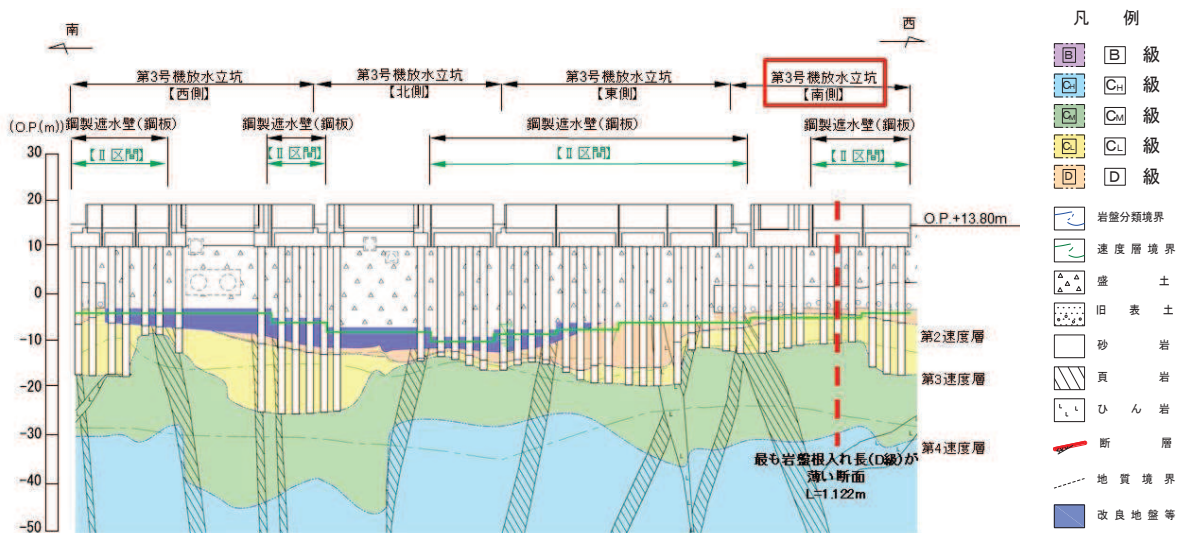 南
西
第3号機放水立坑
【西側】
第3号機放水立坑
【北側】
第3号機放水立坑
【東側】
第3号機放水立坑
【南側】
(O.P.(m))
鋼製遮水壁(鋼板)
鋼製遮水壁(鋼板)
鋼製遮水壁(鋼板)
鋼製遮水壁(鋼板)
【Ⅱ区間】
【Ⅱ区間】
【Ⅱ区間】
【Ⅱ区間】
30
20
10
0
-10
-20
-30
-40
-50
O.P.+13.80m
第2速度層
第3速度層
第4速度層
最も岩盤根入れ長(D級)が
薄い断面
L=1.122m
凡 例
B B 級
CH CH 級
CM CM 級
CL CL 級
D D 級
岩盤分類境界
速度層境界
盛 土
旧 表 土
砂 岩
頁 岩
ひ ん 岩
断 層
地 質 境 界
改 良 地 盤 等